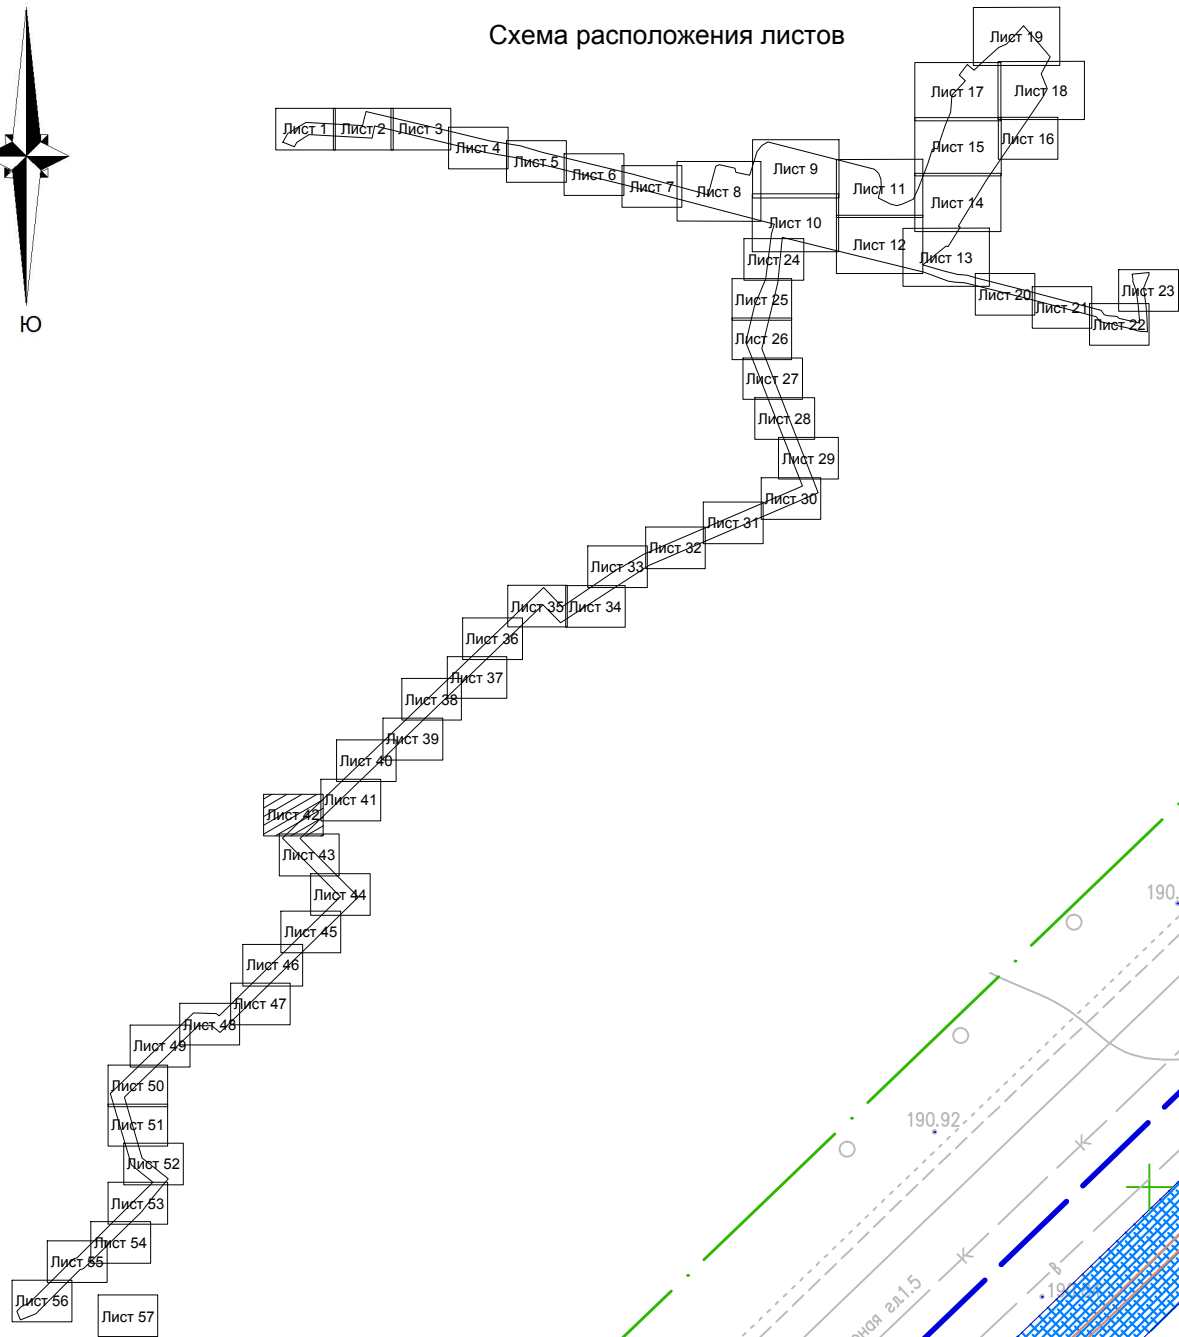 Схема расположения листов
Ю
Лист 1
Лист 2
Лист 3
Лист 4
Лист 5
Лист 6
Лист 7
Лист 8
Лист 9
Лист 10
Лист 11
Лист 12
Лист 13
Лист 14
Лист 15
Лист 16
Лист 17
Лист 18
Лист 19
Лист 20
Лист 21
Лист 22
Лист 23
Лист 24
Лист 25
Лист 26
Лист 27
Лист 28
Лист 29
Лист 30
Лист 31
Лист 32
Лист 33
Лист 34
Лист 35
Лист 36
Лист 37
Лист 38
Лист 39
Лист 40
Лист 41
Лист 42
Лист 43
Лист 44
Лист 45
Лист 46
Лист 47
Лист 48
Лист 49
Лист 50
Лист 51
Лист 52
Лист 53
Лист 54
Лист 55
Лист 56
Лист 57
190.
190.92
К
К
в
гл1.5